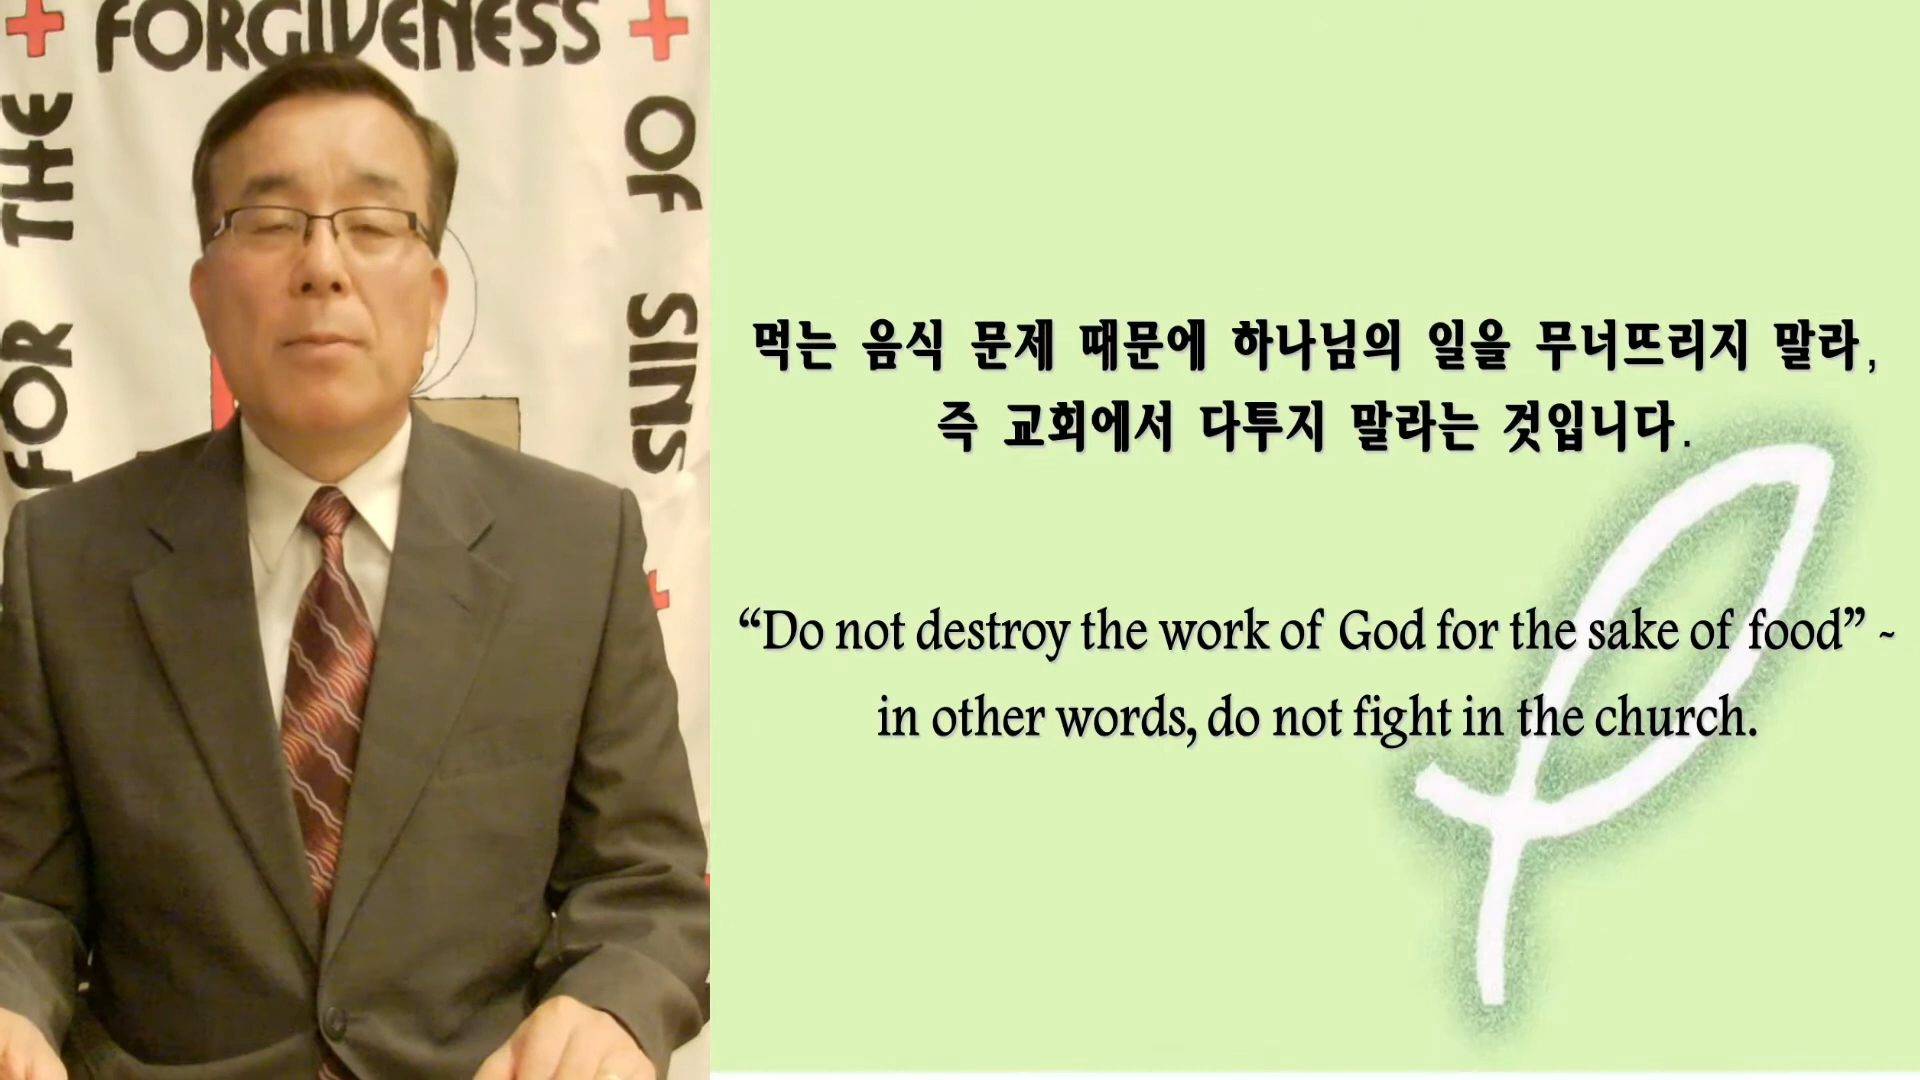 FORGIVENESS
FOR THE
OF SINS
먹는 음식 문제 때문에 하나님의 일을 무너뜨리지 말라,
즉 교회에서 다투지 말라는 것입니다.
“Do not destroy the work of God for the sake of food” ~
in other words, do not fight in the church.